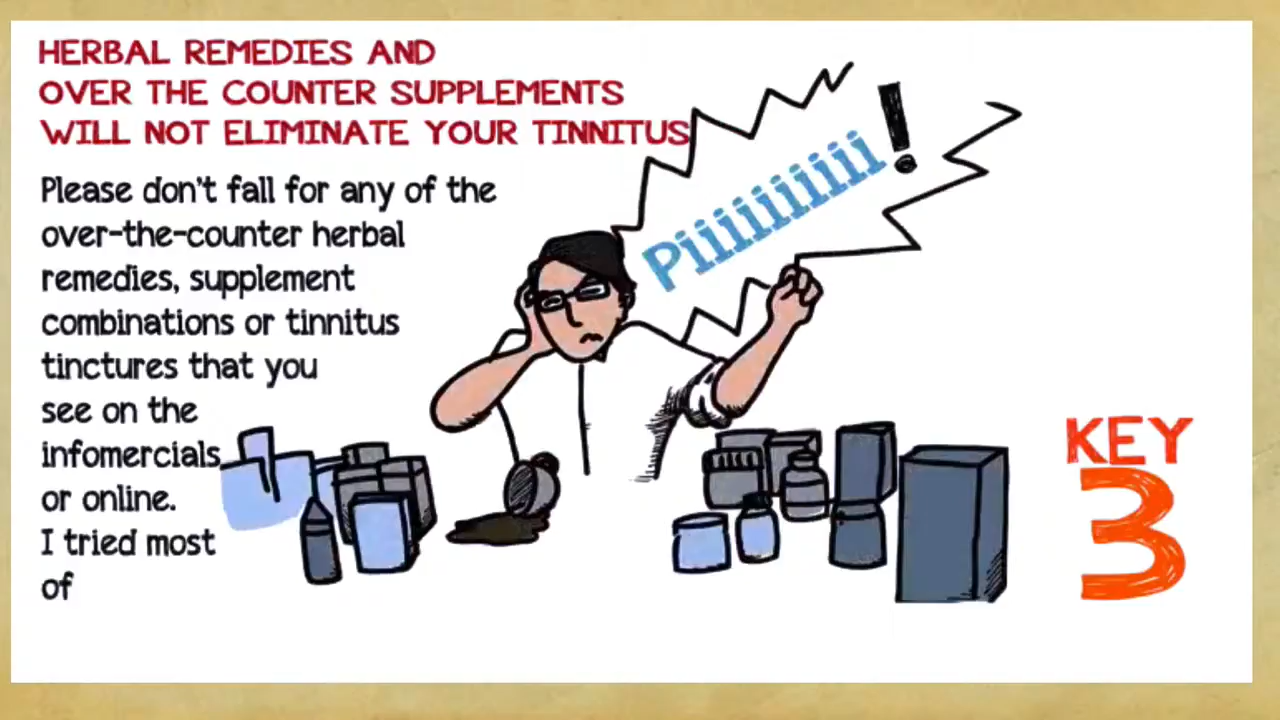 HERBAL REMEDIES AND
OVER THE COUNTER SUPPLEMENTS
WILL NOT ELIMINATE YOUR TINNITUS
Please don't fall for any of the
over-the-counter herbal
remedies, supplement
combinations or tinnitus
tinctures that you
see on the
infomercials
or online.
I tried most
of
Piiiiiiiiii!
KEY
3